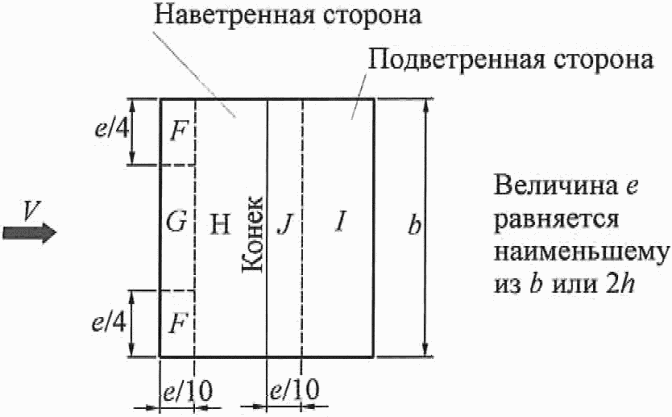 Наветренная сторона
Подветренная сторона
e/4
F
V
G
H
Конек
J
I
b
Величина e
равняется
наименьшему
из b или 2h
e/4
F
e/10
e/10